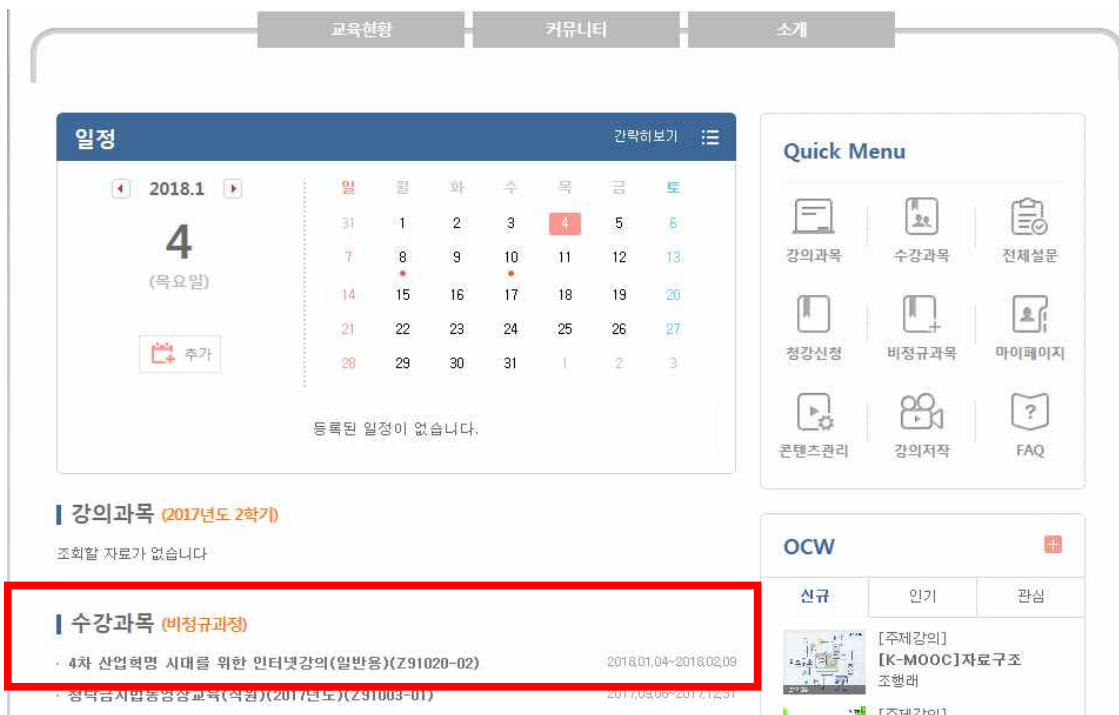 교육현황 커뮤니티 소개
일정 간략히보기
2018.1
4
(목요일)
추가
일 월 화 수 목 금 토
31 1 2 3 4 5 6
7 8 9 10 11 12 13
14 15 16 17 18 19 20
21 22 23 24 25 26 27
28 29 30 31 1 2 3
등록된 일정이 없습니다.
Quick Menu
강의과목 수강과목 전체설문
청강신청 비정규과목 마이페이지
콘텐츠관리 강의저작 FAQ
강의과목 (2017년도 2학기)
조회할 자료가 없습니다
수강과목 (비정규과정)
· 4차 산업혁명 시대를 위한 인터넷강의(일반용)(Z91020-02) 2018.01.04~2018.02.09
· 청탁금지법동영상교육(직원)(2017년도)(Z91003-01) 2017.09.06~2017.12.31
OCW
신규 인기 관심
[주제강의]
[K-MOOC]자료구조
조행래
[주제강의]